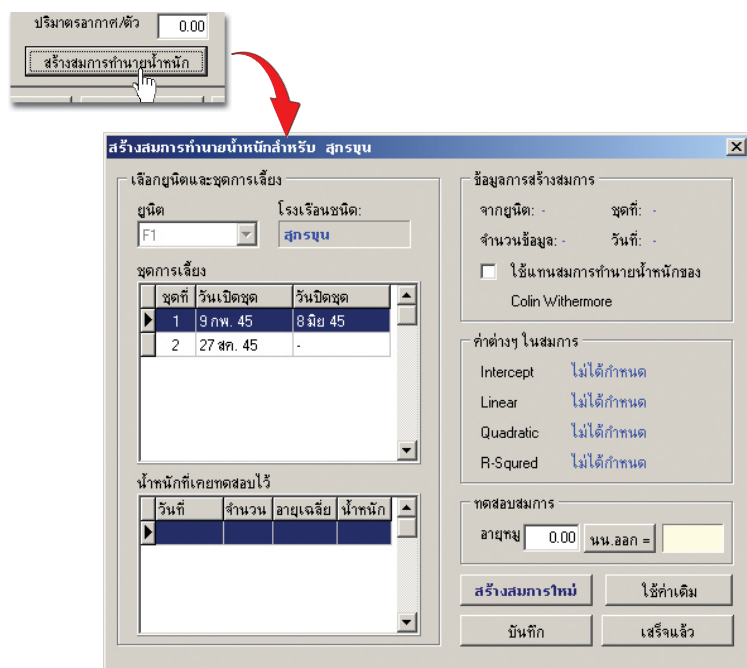 ปริมาตรอากาศ/ตัว 0.00
สร้างสมการทำนายน้ำหนัก
สร้างสมการทำนายน้ำหนักสำหรับ สุกรขุน
เลือกยูนิตและชุดการเลี้ยง
ยูนิต โรงเรือนชนิด:
F1 สุกรขุน
ชุดการเลี้ยง
ชุดที่ วันเปิดชุด วันปิดชุด
1 9 กพ. 45 8 มิย 45
2 27 สค. 45 -
น้ำหนักที่เคยทดสอบไว้
วันที่ จำนวน อายุเฉลี่ย น้ำหนัก
ข้อมูลการสร้างสมการ
จากยูนิต: - ชุดที่: -
จำนวนข้อมูล: - วันที่: -
ใช้แทนสมการทำนายน้ำหนักของ
Colin Withermore
ค่าต่างๆ ในสมการ
Intercept ไม่ได้กำหนด
Linear ไม่ได้กำหนด
Quadratic ไม่ได้กำหนด
R-Squred ไม่ได้กำหนด
ทดสอบสมการ
อายุหมู 0.00 นน.ออก =
สร้างสมการใหม่ ใช้ค่าเดิม
บันทึก เสร็จแล้ว